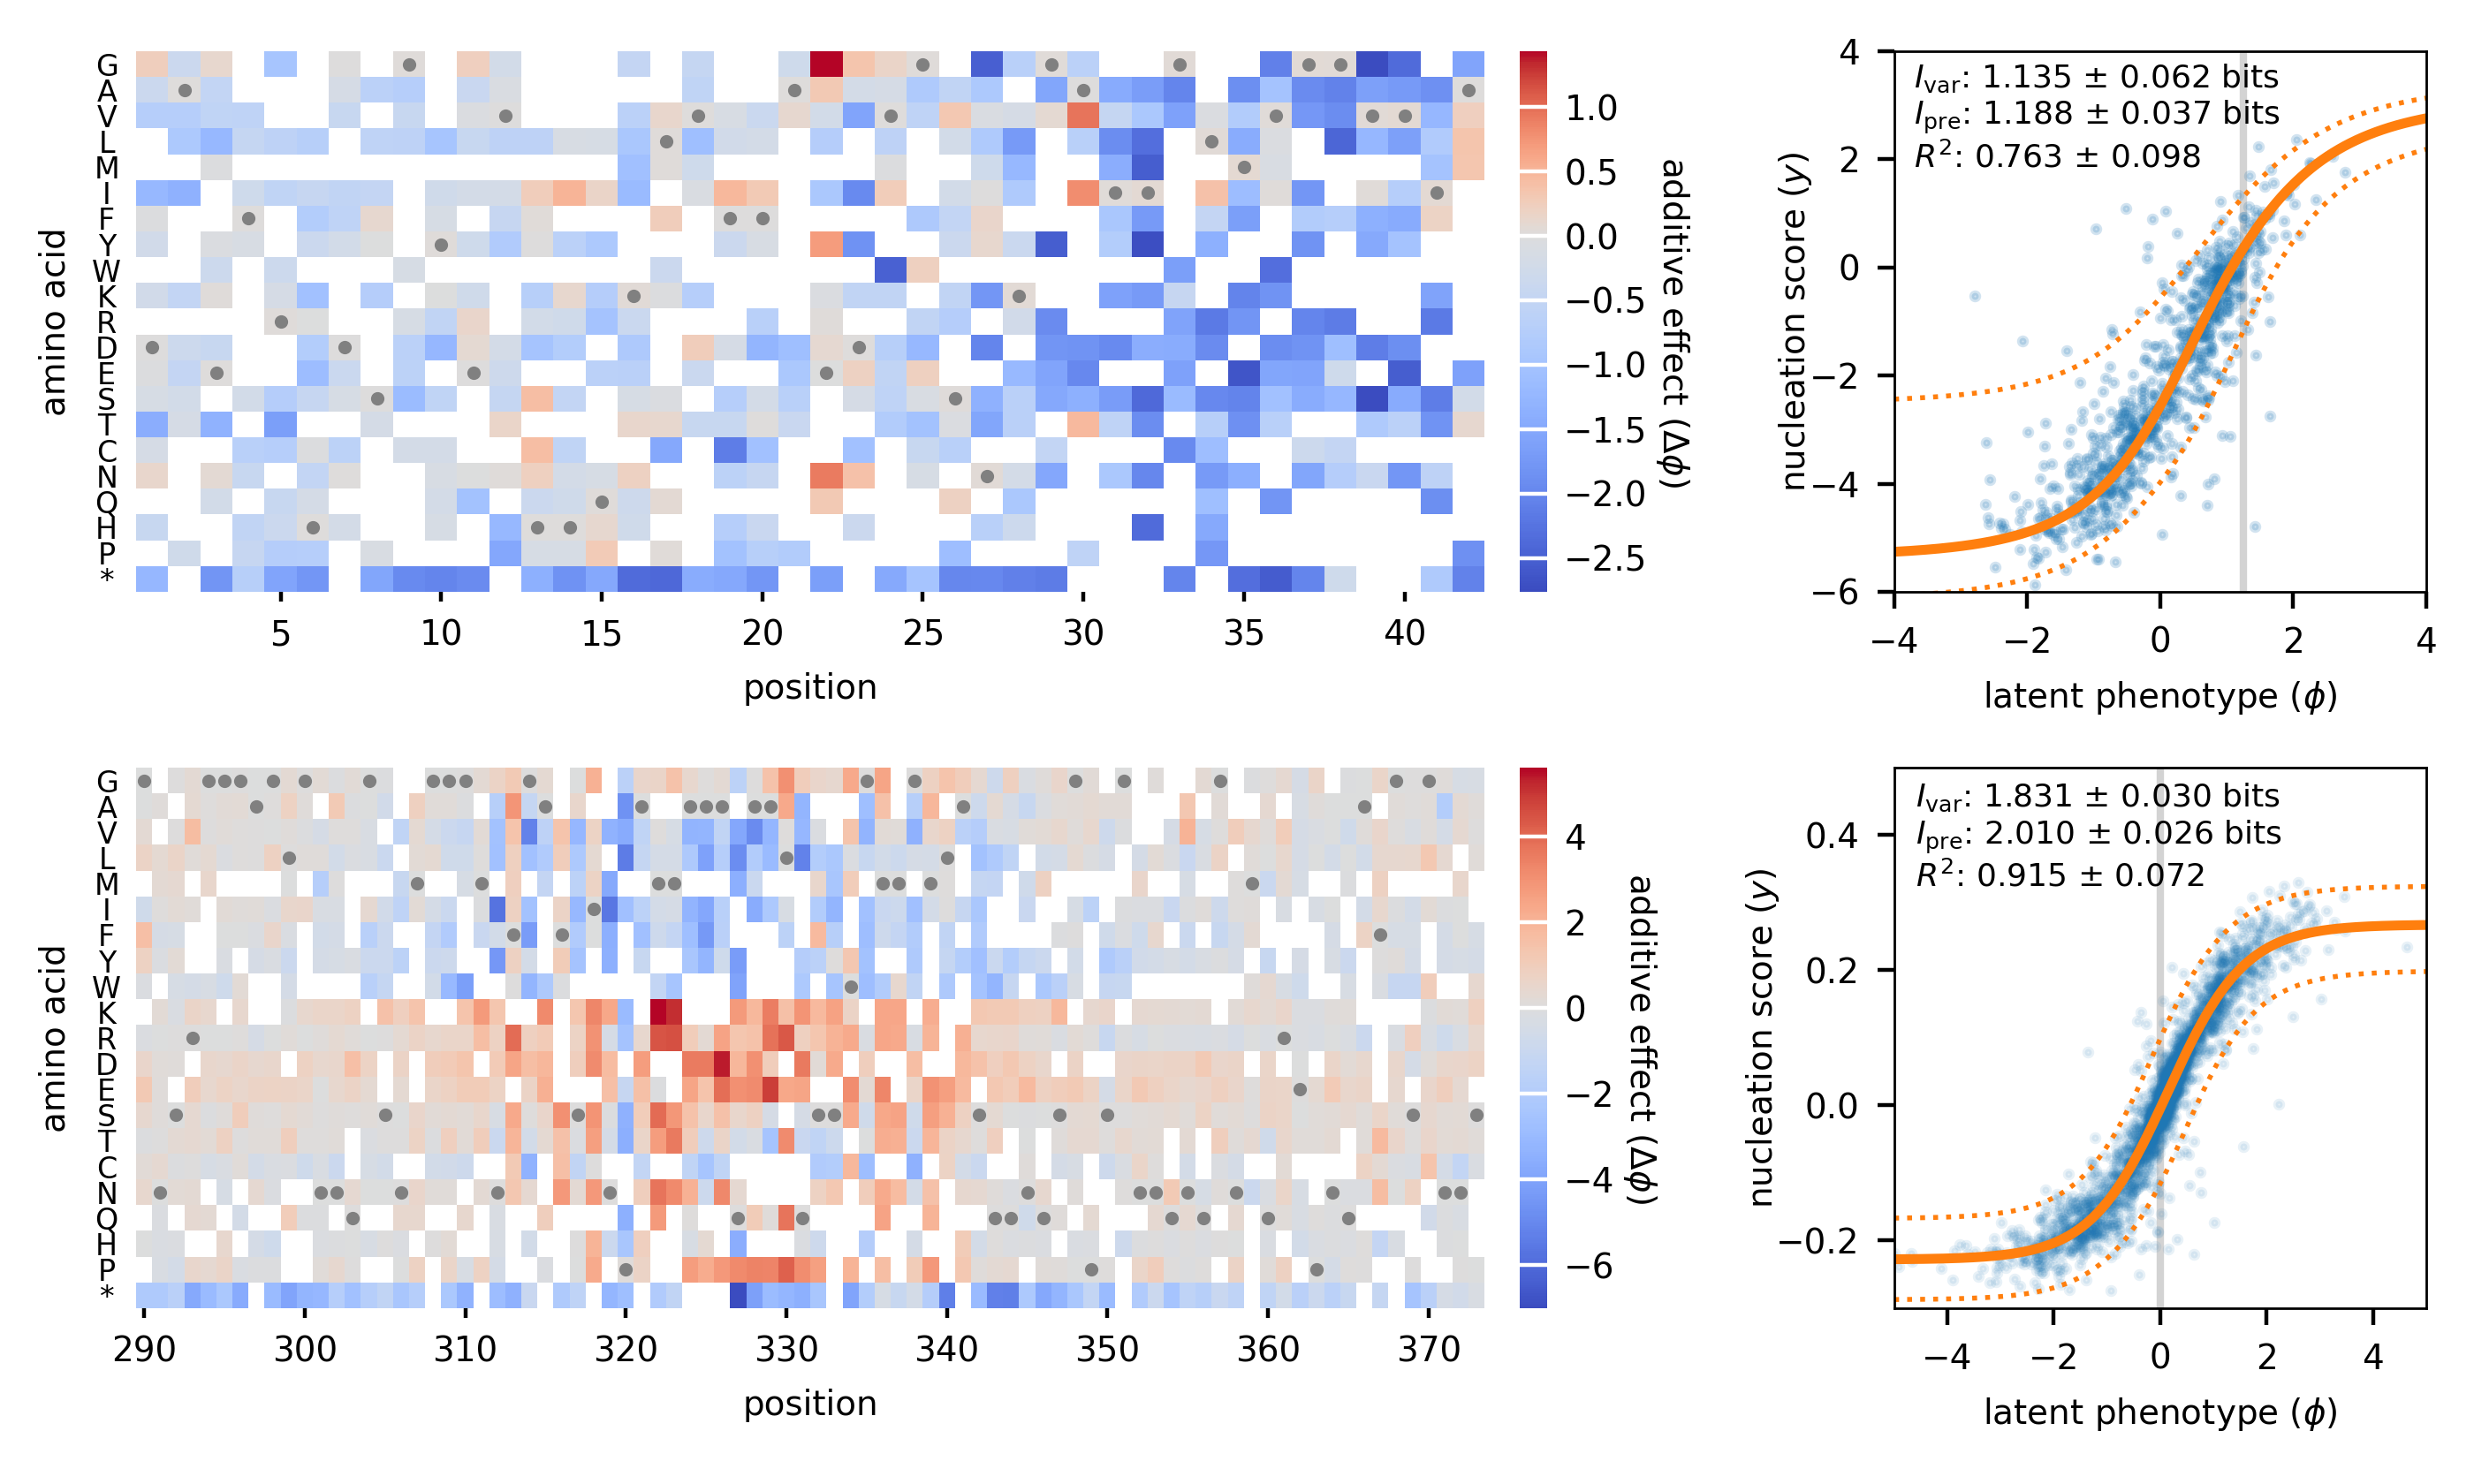 G
A
V
L
M
I
F
Y
W
K
R
D
E
S
T
C
N
Q
H
P
*
amino acid
5 10 15 20 25 30 35 40
position
1.0
0.5
0.0
−0.5
−1.0
−1.5
−2.0
−2.5
additive effect (Δϕ)
4
2
0
−2
−4
−6
nucleation score (y)
I_var: 1.135 ± 0.062 bits
I_pre: 1.188 ± 0.037 bits
R²: 0.763 ± 0.098
−4 −2 0 2 4
latent phenotype (ϕ)
G
A
V
L
M
I
F
Y
W
K
R
D
E
S
T
C
N
Q
H
P
*
amino acid
290 300 310 320 330 340 350 360 370
position
4
2
0
−2
−4
−6
additive effect (Δϕ)
0.4
0.2
0.0
−0.2
nucleation score (y)
I_var: 1.831 ± 0.030 bits
I_pre: 2.010 ± 0.026 bits
R²: 0.915 ± 0.072
−4 −2 0 2 4
latent phenotype (ϕ)